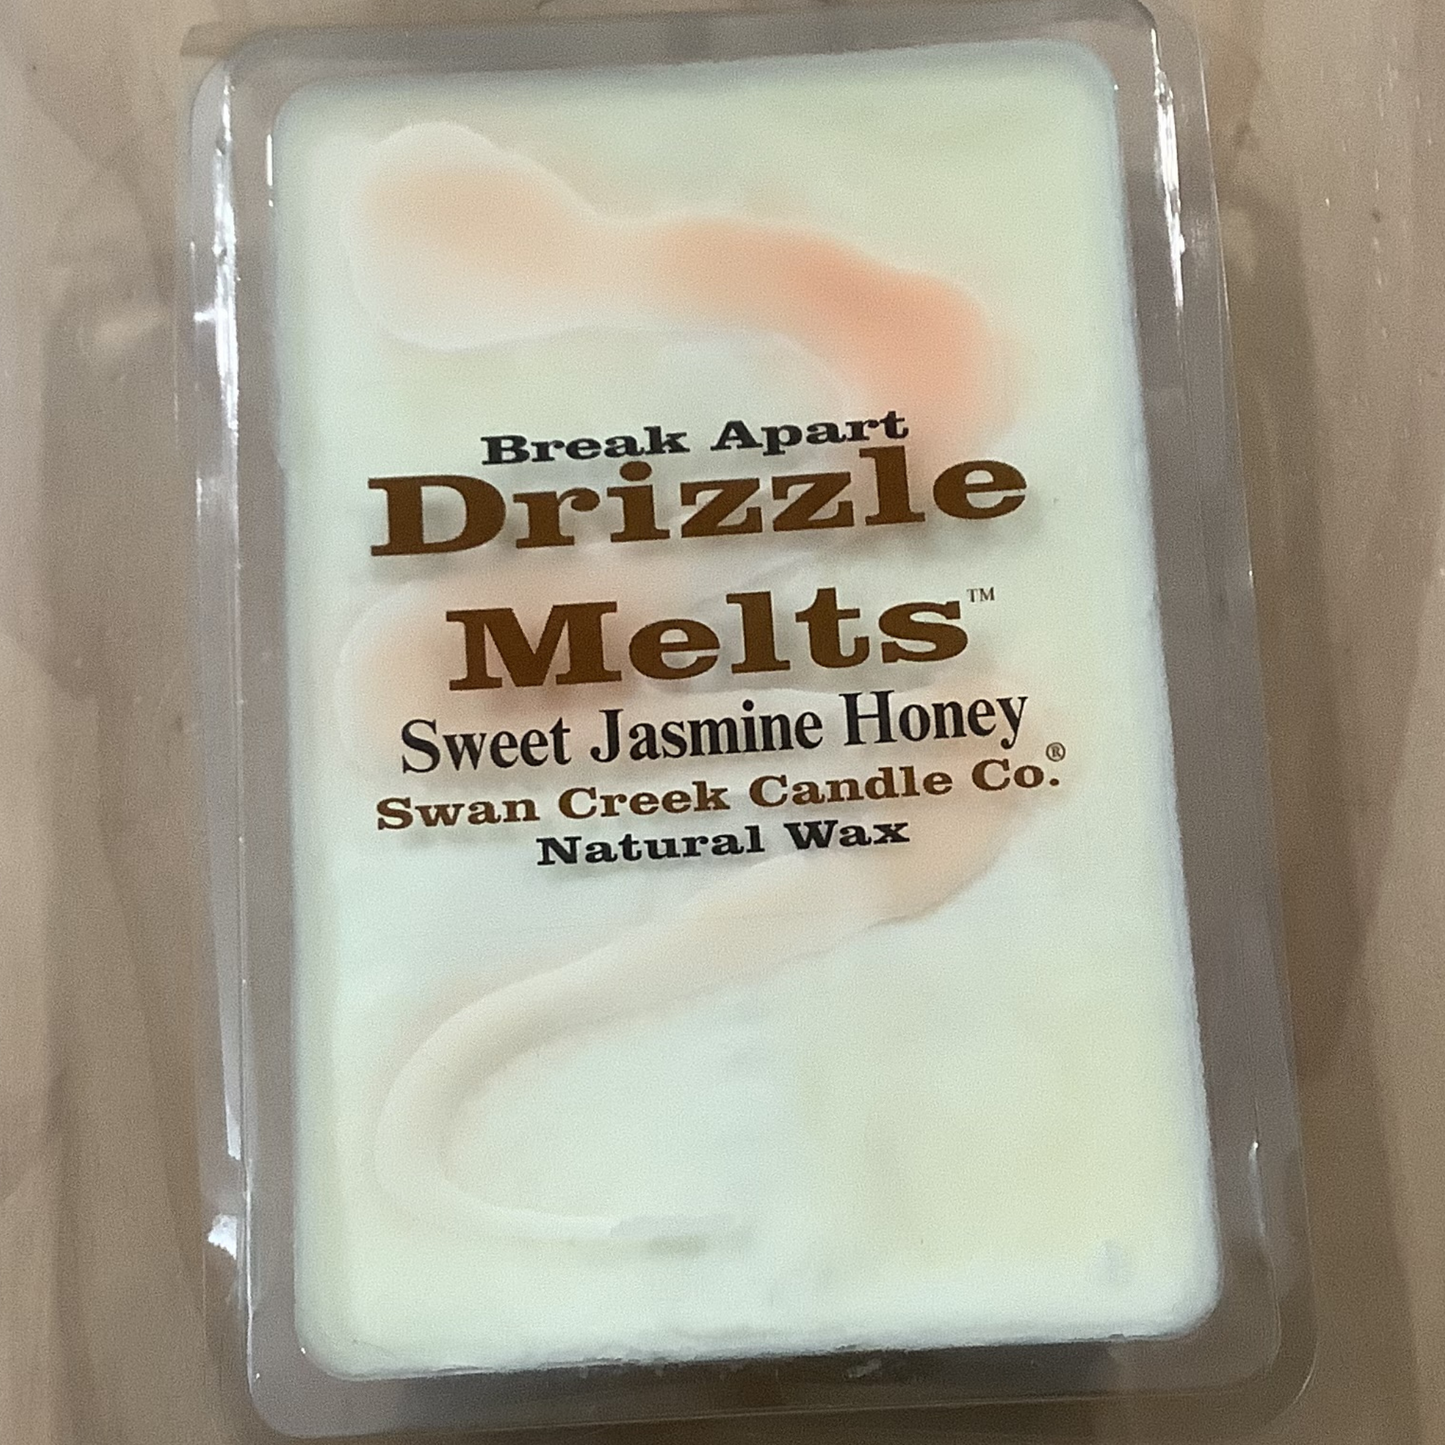 Break Apart
Drizzle
Melts™
Sweet Jasmine Honey
Swan Creek Candle Co.®
Natural Wax